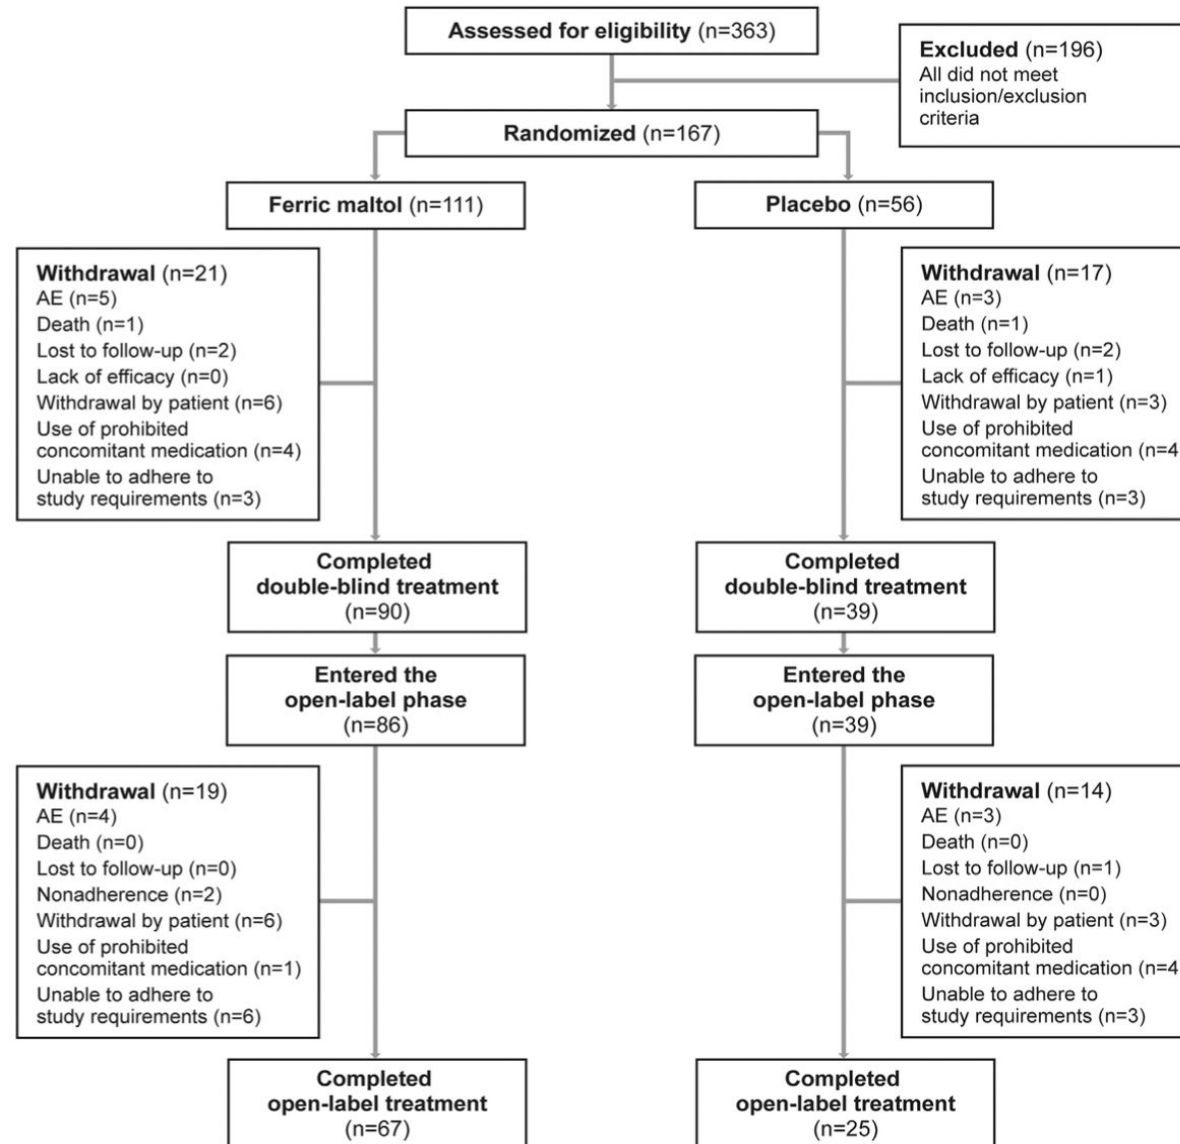 Assessed for eligibility (n=363)
Excluded (n=196)
All did not meet
inclusion/exclusion
criteria
Randomized (n=167)
Ferric maltol (n=111)
Placebo (n=56)
Withdrawal (n=21)
AE (n=5)
Death (n=1)
Lost to follow-up (n=2)
Lack of efficacy (n=0)
Withdrawal by patient (n=6)
Use of prohibited
concomitant medication (n=4)
Unable to adhere to
study requirements (n=3)
Withdrawal (n=17)
AE (n=3)
Death (n=1)
Lost to follow-up (n=2)
Lack of efficacy (n=1)
Withdrawal by patient (n=3)
Use of prohibited
concomitant medication (n=4
Unable to adhere to
study requirements (n=3)
Completed
double-blind treatment
(n=90)
Completed
double-blind treatment
(n=39)
Entered the
open-label phase
(n=86)
Entered the
open-label phase
(n=39)
Withdrawal (n=19)
AE (n=4)
Death (n=0)
Lost to follow-up (n=0)
Nonadherence (n=2)
Withdrawal by patient (n=6)
Use of prohibited
concomitant medication (n=1)
Unable to adhere to
study requirements (n=6)
Withdrawal (n=14)
AE (n=3)
Death (n=0)
Lost to follow-up (n=1)
Nonadherence (n=0)
Withdrawal by patient (n=3)
Use of prohibited
concomitant medication (n=4
Unable to adhere to
study requirements (n=3)
Completed
open-label treatment
(n=67)
Completed
open-label treatment
(n=25)